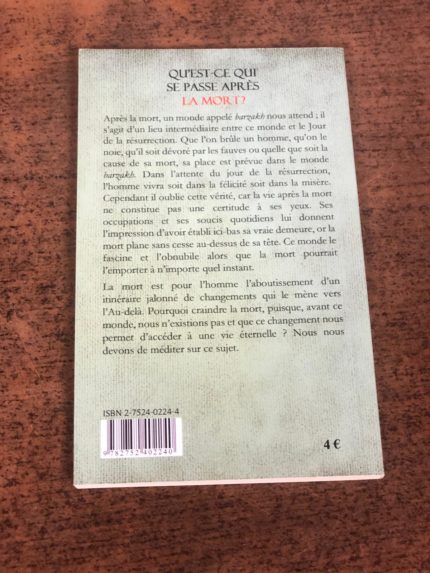 QU'EST-CE QUI
SE PASSE APRÈS
LA MORT?
Après la mort, un monde appelé barzakh nous attend ; il
s'agit d'un lieu intermédiaire entre ce monde et le Jour
de la résurrection. Que l'on brûle un homme, qu'on le
noie, qu'il soit dévoré par les fauves ou quelle que soit la
cause de sa mort, sa place est prévue dans le monde
barzakh. Dans l'attente du jour de la résurrection,
l'homme vivra soit dans la félicité soit dans la misère.
Cependant il oublie cette vérité, car la vie après la mort
ne constitue pas une certitude à ses yeux. Ses
occupations et ses soucis quotidiens lui donnent
l'impression d'avoir établi ici-bas sa vraie demeure, or la
mort plane sans cesse au-dessus de sa tête. Ce monde le
fascine et l'obnubile alors que la mort pourrait
l'emporter à n'importe quel instant.
La mort est pour l'homme l'aboutissement d'un
itinéraire jalonné de changements qui le mène vers
l'Au-delà. Pourquoi craindre la mort, puisque, avant ce
monde, nous n'existions pas et que ce changement nous
permet d'accéder à une vie éternelle ? Nous nous
devons de méditer sur ce sujet.
ISBN 2-7524-0224-4
9 782752 402240
4 €